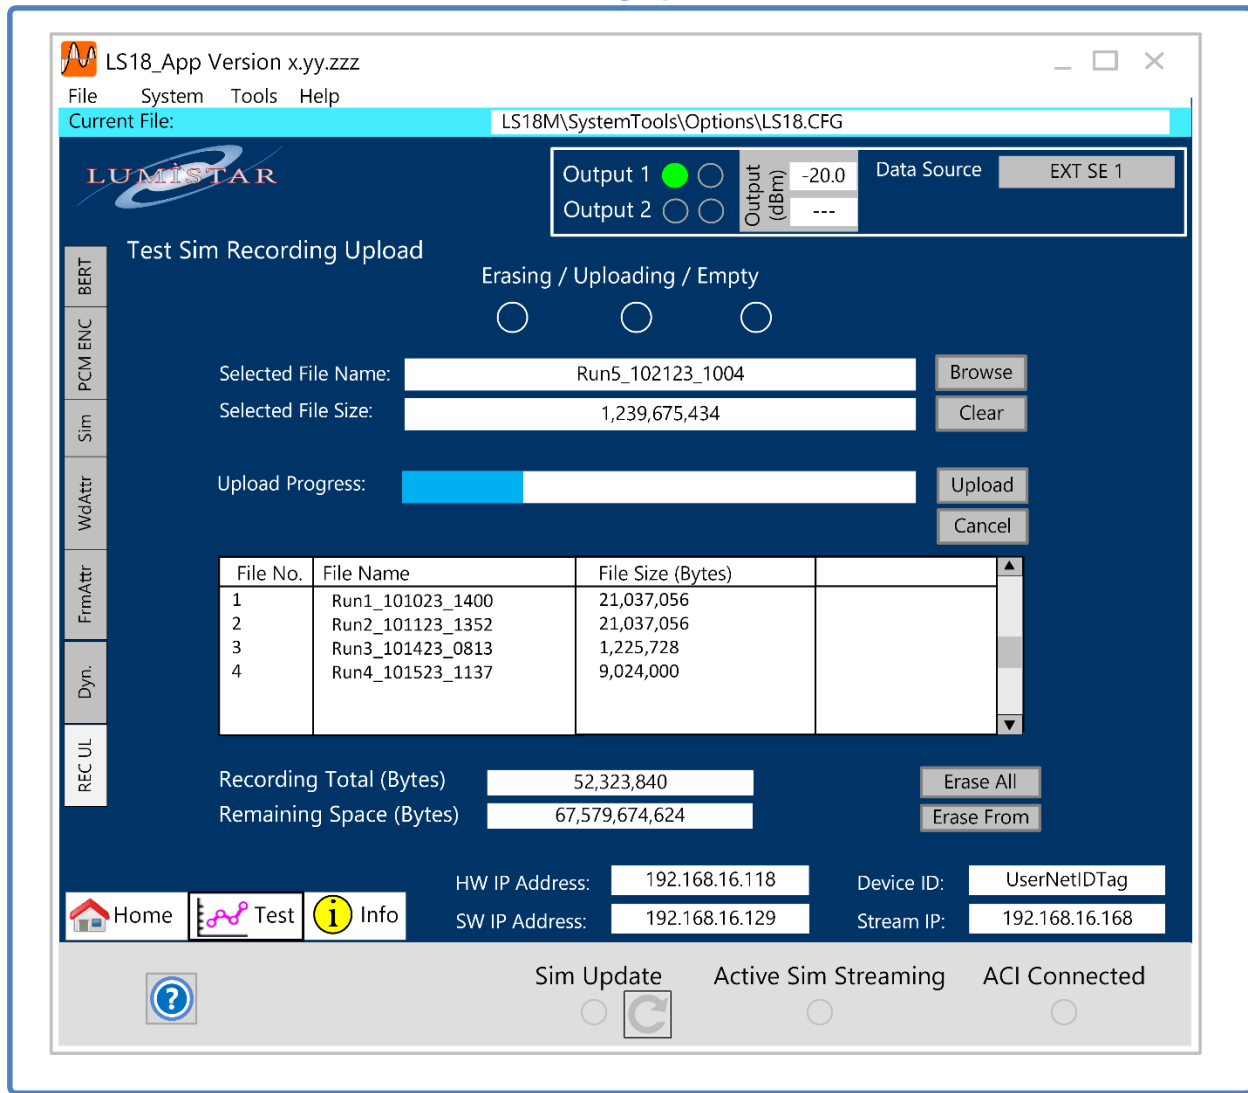 LS18_App Version x.yy.zzz
File System Tools Help
Current File: LS18M\SystemTools\Options\LS18.CFG
LUMISTAR
Output 1
Output 2
Output (dBm)
-20.0
---
Data Source EXT SE 1
Test Sim Recording Upload
Erasing / Uploading / Empty
BERT
PCM ENC
Sim
WdAttr
FrmAttr
Dyn.
REC UL
Selected File Name: Run5_102123_1004 Browse
Selected File Size: 1,239,675,434 Clear
Upload Progress: Upload
Cancel
File No. File Name File Size (Bytes)
1 Run1_101023_1400 21,037,056
2 Run2_101123_1352 21,037,056
3 Run3_101423_0813 1,225,728
4 Run4_101523_1137 9,024,000
Recording Total (Bytes) 52,323,840 Erase All
Remaining Space (Bytes) 67,579,674,624 Erase From
HW IP Address: 192.168.16.118 Device ID: UserNetIDTag
Home Test i Info
SW IP Address: 192.168.16.129 Stream IP: 192.168.16.168
? Sim Update Active Sim Streaming ACI Connected